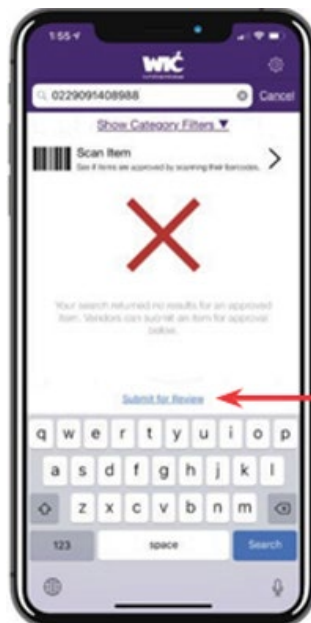 1:55
WIC
0229091408988 Cancel
Show Category Filters ▼
Scan Item
See if items are approved by scanning their barcodes.
Your search returned no results for an approved
item. Vendors can submit an item for approval
below.
Submit for Review
q w e r t y u i o p
a s d f g h j k l
z x c v b n m
123 space Search